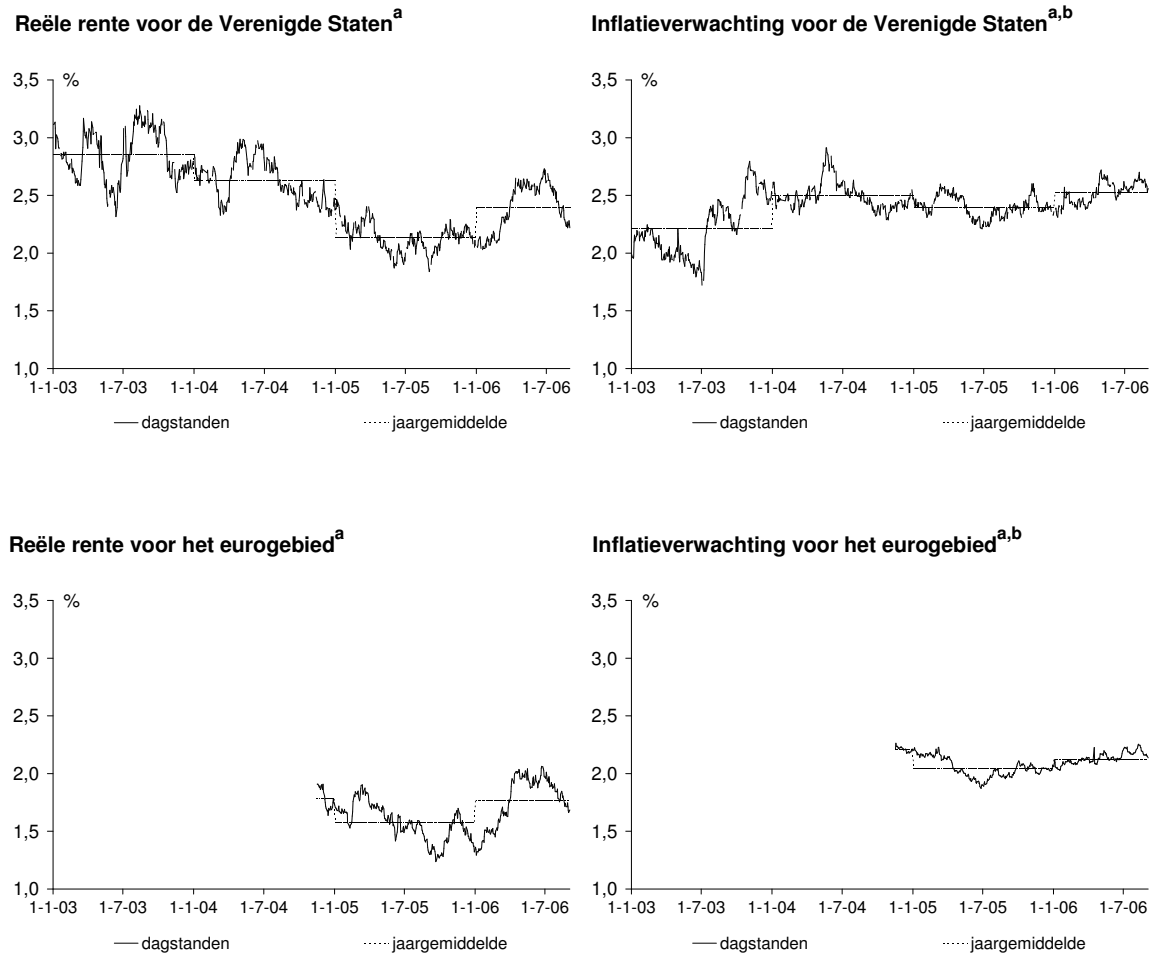 Reële rente voor de Verenigde Staten^a
3,5 %
3,0
2,5
2,0
1,5
1,0
1-1-03 1-7-03 1-1-04 1-7-04 1-1-05 1-7-05 1-1-06 1-7-06
dagstanden jaargemiddelde
Inflatieverwachting voor de Verenigde Staten^a,b
3,5 %
3,0
2,5
2,0
1,5
1,0
1-1-03 1-7-03 1-1-04 1-7-04 1-1-05 1-7-05 1-1-06 1-7-06
dagstanden jaargemiddelde
Reële rente voor het eurogebied^a
3,5 %
3,0
2,5
2,0
1,5
1,0
1-1-03 1-7-03 1-1-04 1-7-04 1-1-05 1-7-05 1-1-06 1-7-06
dagstanden jaargemiddelde
Inflatieverwachting voor het eurogebied^a,b
3,5 %
3,0
2,5
2,0
1,5
1,0
1-1-03 1-7-03 1-1-04 1-7-04 1-1-05 1-7-05 1-1-06 1-7-06
dagstanden jaargemiddelde